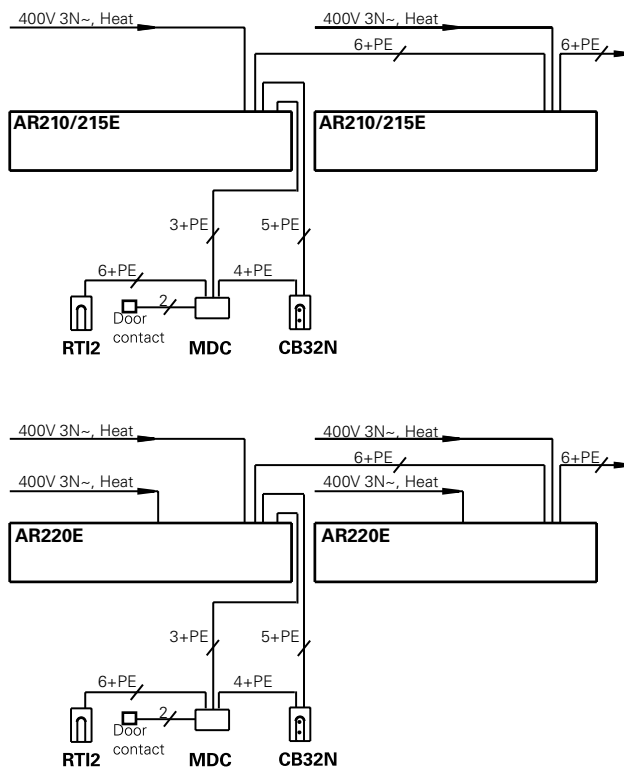 400V 3N~, Heat
400V 3N~, Heat
6+PE
6+PE
AR210/215E
AR210/215E
3+PE
5+PE
6+PE
4+PE
2
Door
contact
RTI2
MDC
CB32N
400V 3N~, Heat
400V 3N~, Heat
6+PE
6+PE
400V 3N~, Heat
400V 3N~, Heat
AR220E
AR220E
3+PE
5+PE
6+PE
4+PE
2
Door
contact
RTI2
MDC
CB32N